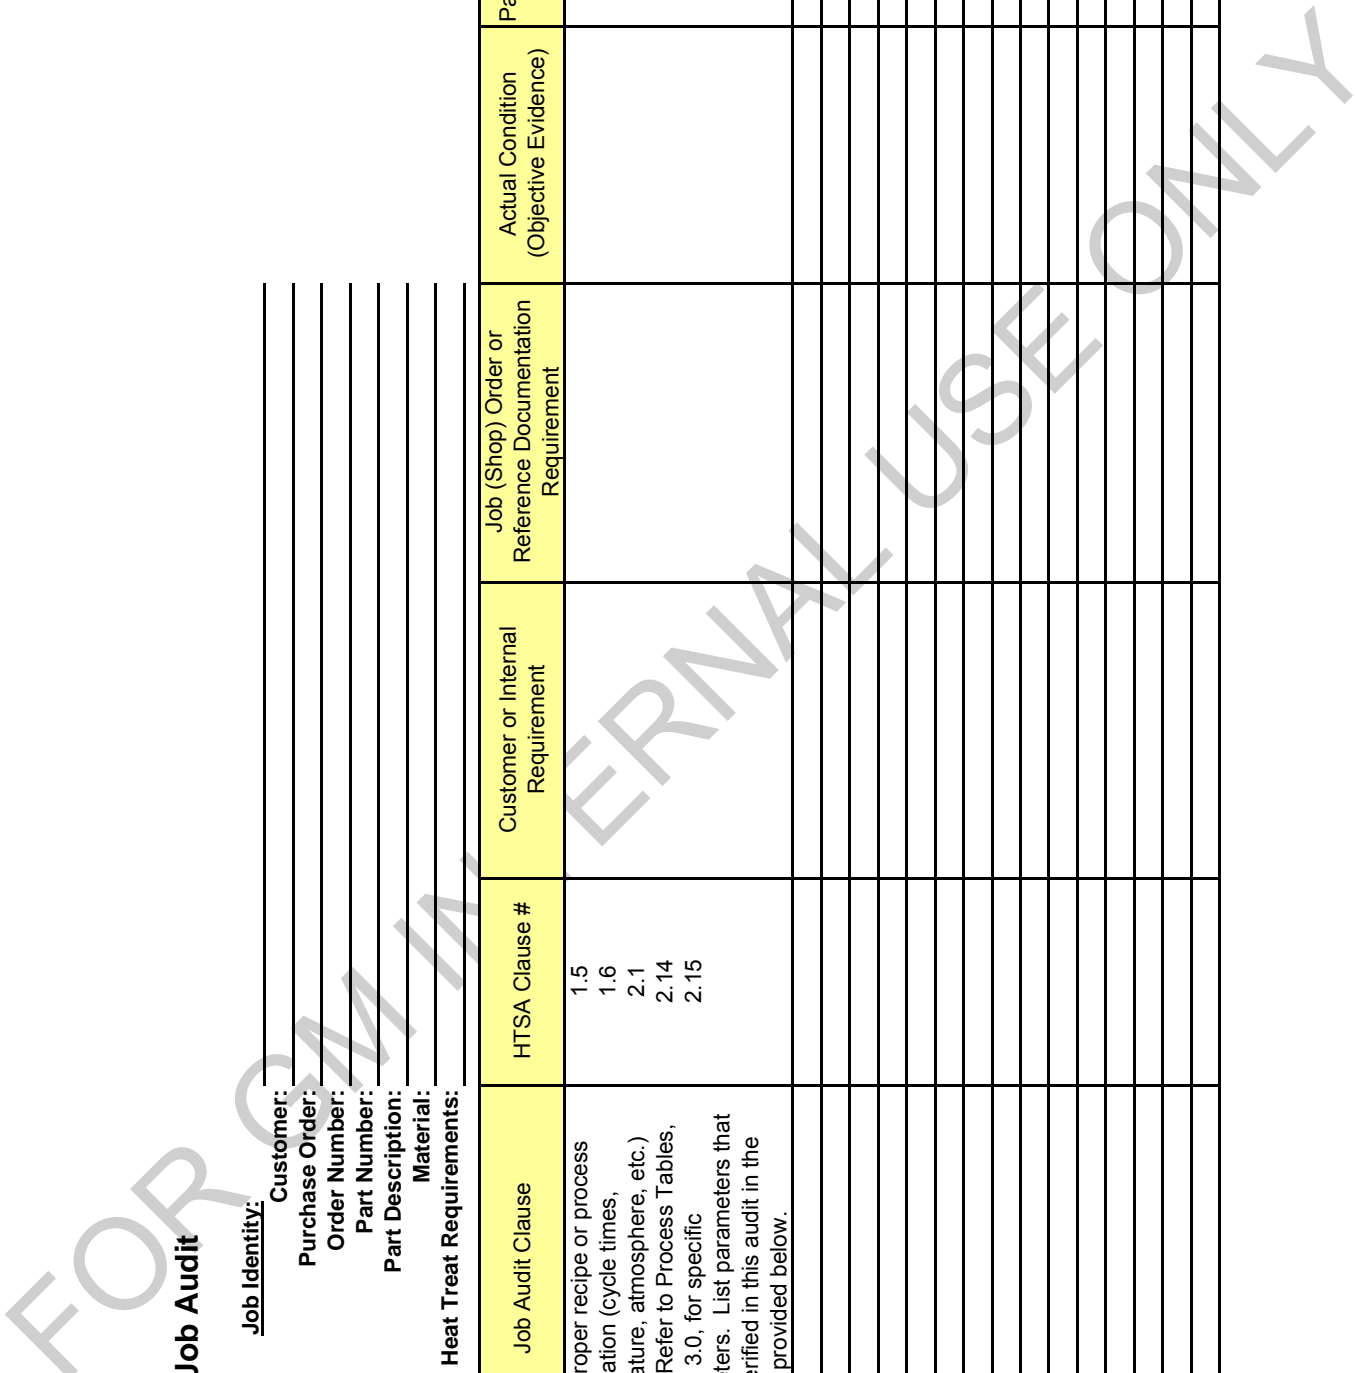 Job Audit
Job Identity:
Customer:
Purchase Order:
Order Number:
Part Number:
Part Description:
Material:
Heat Treat Requirements:
Job Audit Clause
HTSA Clause #
Customer or Internal
Requirement
Job (Shop) Order or
Reference Documentation
Requirement
Actual Condition
(Objective Evidence)
Pa
roper recipe or process
ation (cycle times,
ature, atmosphere, etc.)
Refer to Process Tables,
3.0, for specific
ters. List parameters that
erified in this audit in the
provided below.
1.5
1.6
2.1
2.14
2.15
FOR GM INTERNAL USE ONLY